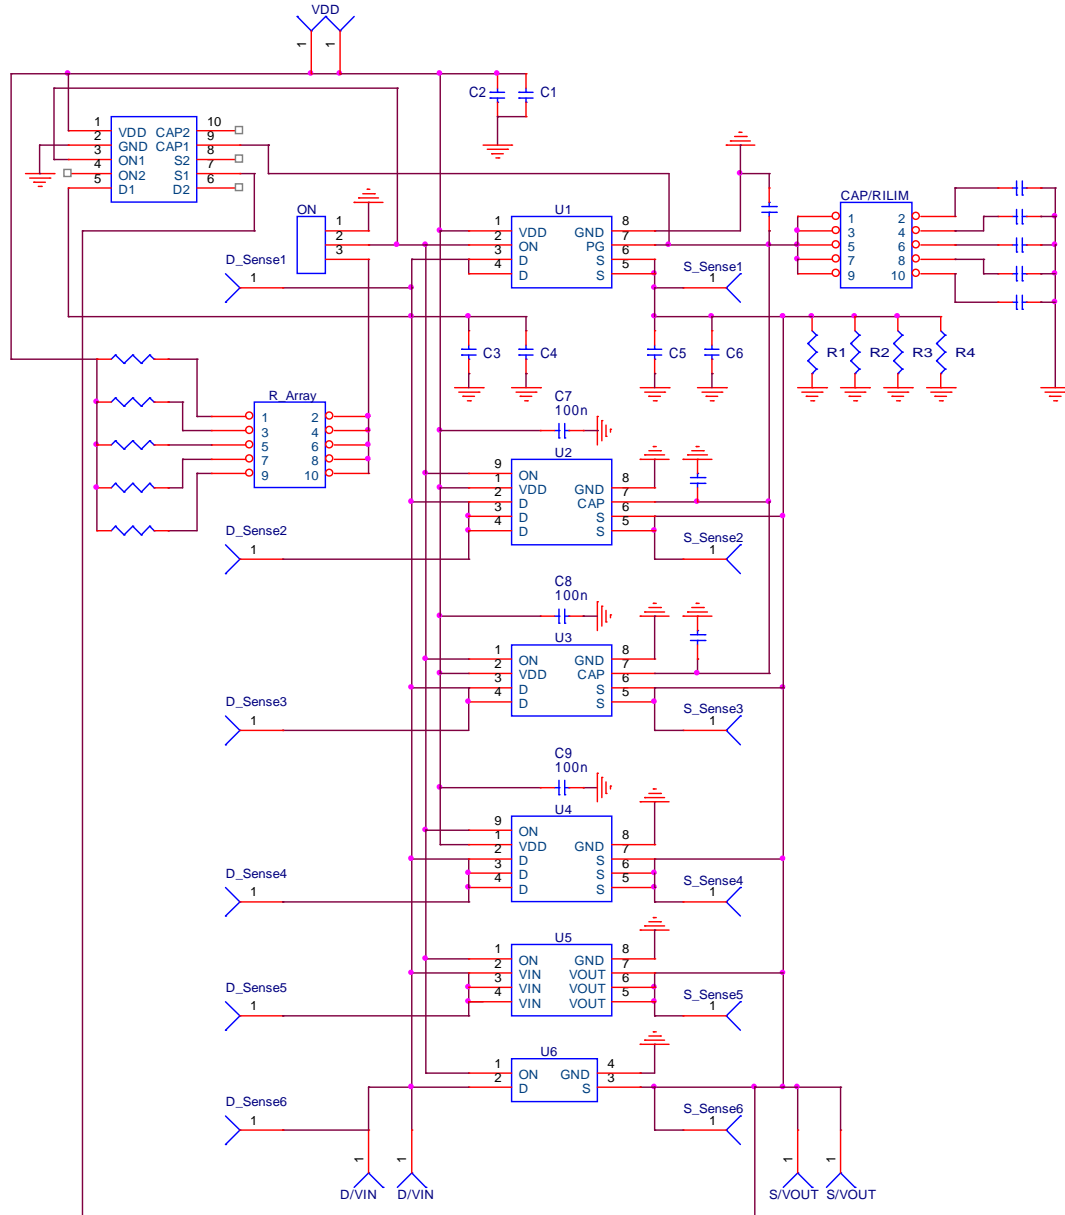 VDD
1 1
C2 C1
1 VDD CAP2 10
2 GND CAP1 9
3 ON1 S2 8
4 ON2 S1 7
5 D1 D2 6
ON
1
2
3
U1
1 VDD GND 8
2 ON PG 7
3 D S 6
4 D S 5
CAP/RILIM
1 2
3 4
5 6
7 8
9 10
D_Sense1
1
S_Sense1
1
C3 C4 C5 C6
R1 R2 R3 R4
R_Array
1 2
3 4
5 6
7 8
9 10
C7
100n
U2
9 ON
1 VDD GND 8
2 D CAP 7
3 D S 6
4 D S 5
D_Sense2
1
S_Sense2
1
C8
100n
U3
1 ON GND 8
2 VDD CAP 7
3 D S 6
4 D S 5
D_Sense3
1
S_Sense3
1
C9
100n
U4
9 ON
1 VDD GND 8
2 D S 7
3 D S 6
4 D S 5
D_Sense4
1
S_Sense4
1
U5
1 ON GND 8
2 VIN VOUT 7
3 VIN VOUT 6
4 VIN VOUT 5
D_Sense5
1
S_Sense5
1
U6
1 ON GND 4
2 D S 3
D_Sense6
1
S_Sense6
1
1 1 1 1
D/VIN D/VIN S/VOUT S/VOUT